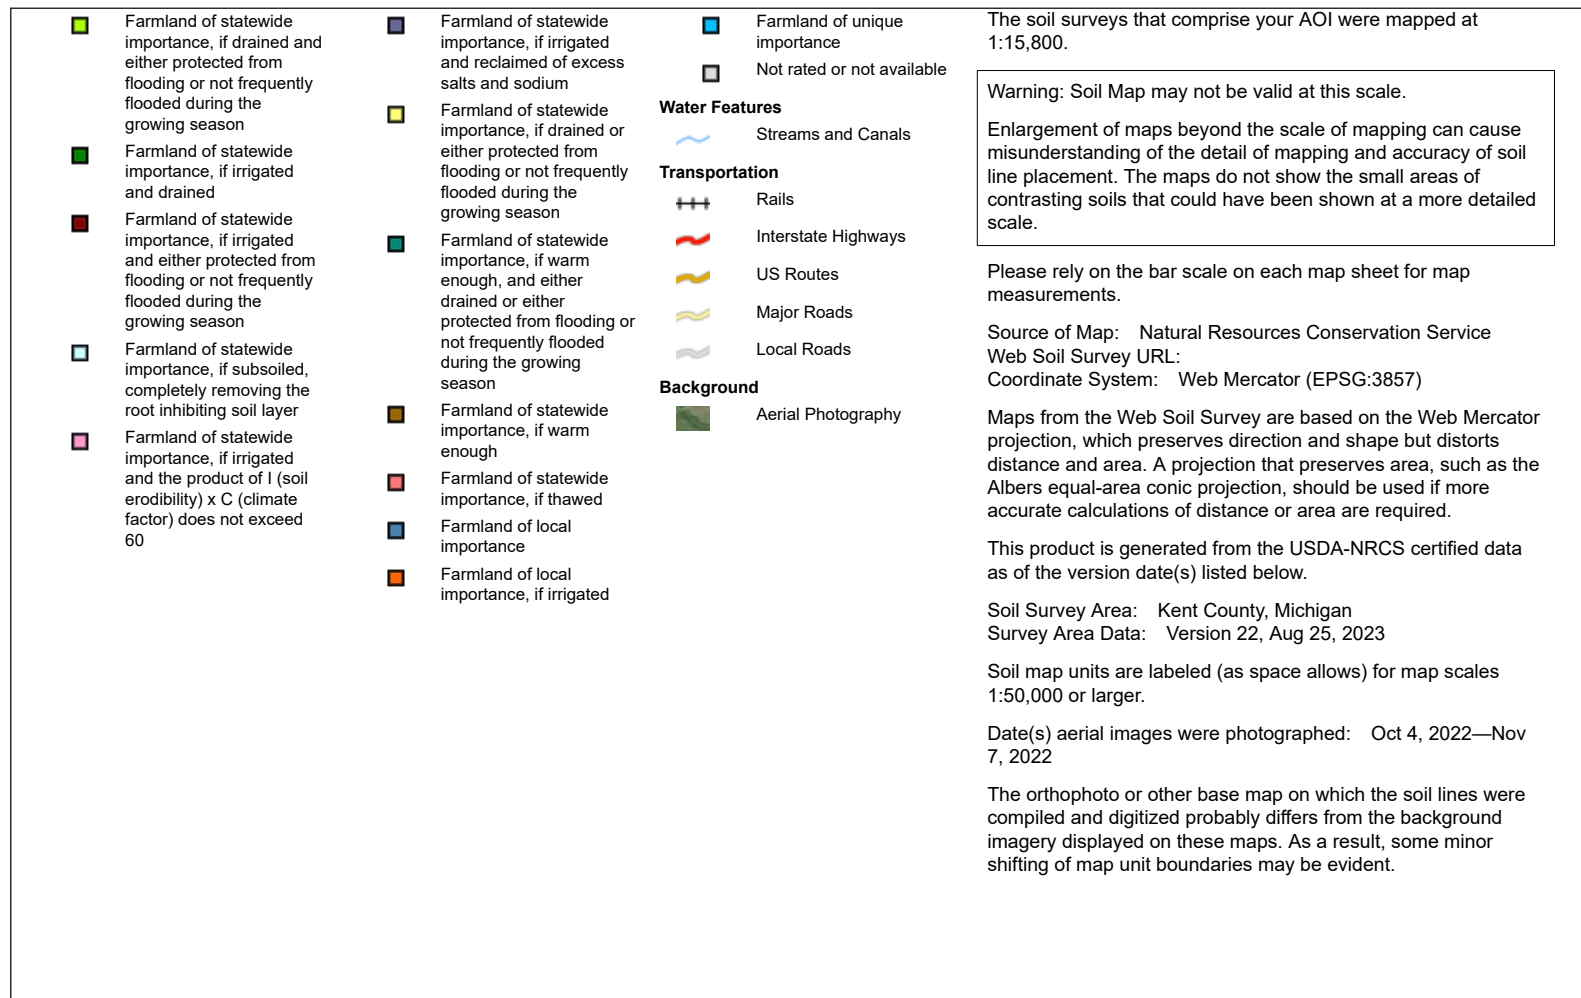 Farmland of statewide
importance, if drained and
either protected from
flooding or not frequently
flooded during the
growing season
Farmland of statewide
importance, if irrigated
and drained
Farmland of statewide
importance, if irrigated
and either protected from
flooding or not frequently
flooded during the
growing season
Farmland of statewide
importance, if subsoiled,
completely removing the
root inhibiting soil layer
Farmland of statewide
importance, if irrigated
and the product of I (soil
erodibility) x C (climate
factor) does not exceed
60
Farmland of statewide
importance, if irrigated
and reclaimed of excess
salts and sodium
Farmland of statewide
importance, if drained or
either protected from
flooding or not frequently
flooded during the
growing season
Farmland of statewide
importance, if warm
enough, and either
drained or either
protected from flooding or
not frequently flooded
during the growing
season
Farmland of statewide
importance, if warm
enough
Farmland of statewide
importance, if thawed
Farmland of local
importance
Farmland of local
importance, if irrigated
Farmland of unique
importance
Not rated or not available
Water Features
Streams and Canals
Transportation
Rails
Interstate Highways
US Routes
Major Roads
Local Roads
Background
Aerial Photography
The soil surveys that comprise your AOI were mapped at
1:15,800.
Warning: Soil Map may not be valid at this scale.
Enlargement of maps beyond the scale of mapping can cause
misunderstanding of the detail of mapping and accuracy of soil
line placement. The maps do not show the small areas of
contrasting soils that could have been shown at a more detailed
scale.
Please rely on the bar scale on each map sheet for map
measurements.
Source of Map: Natural Resources Conservation Service
Web Soil Survey URL:
Coordinate System: Web Mercator (EPSG:3857)
Maps from the Web Soil Survey are based on the Web Mercator
projection, which preserves direction and shape but distorts
distance and area. A projection that preserves area, such as the
Albers equal-area conic projection, should be used if more
accurate calculations of distance or area are required.
This product is generated from the USDA-NRCS certified data
as of the version date(s) listed below.
Soil Survey Area: Kent County, Michigan
Survey Area Data: Version 22, Aug 25, 2023
Soil map units are labeled (as space allows) for map scales
1:50,000 or larger.
Date(s) aerial images were photographed: Oct 4, 2022—Nov
7, 2022
The orthophoto or other base map on which the soil lines were
compiled and digitized probably differs from the background
imagery displayed on these maps. As a result, some minor
shifting of map unit boundaries may be evident.